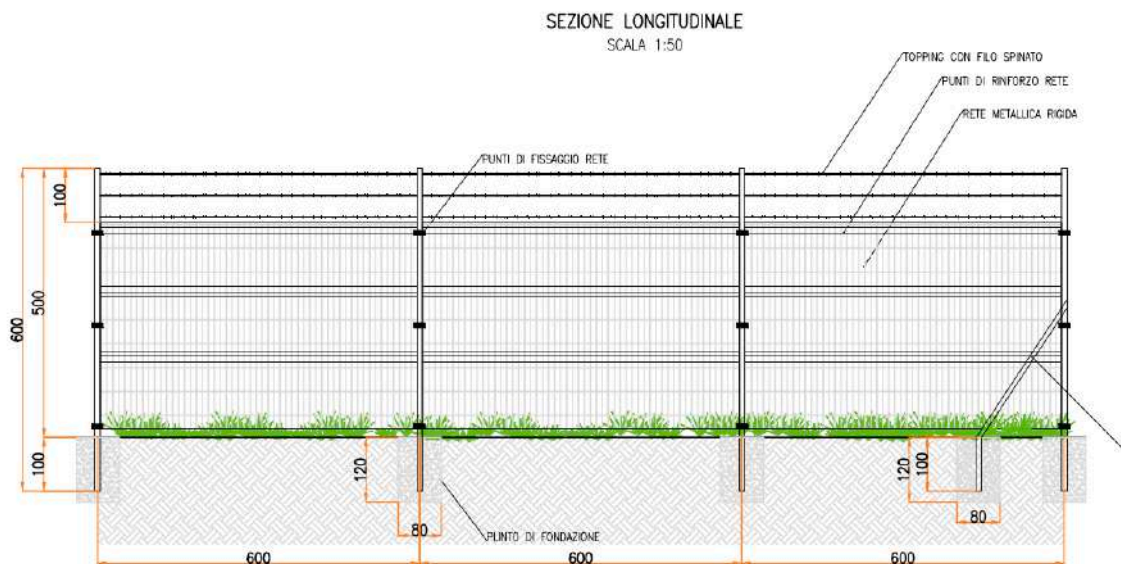 SEZIONE LONGITUDINALE
SCALA 1:50
TOPPING CON FILO SPINATO
PUNTI DI RINFORZO RETE
RETE METALLICA RIGIDA
PUNTI DI FISSAGGIO RETE
100
500
600
100
120
80
120
100
80
PUNTO DI FONDAZIONE
600
600
600